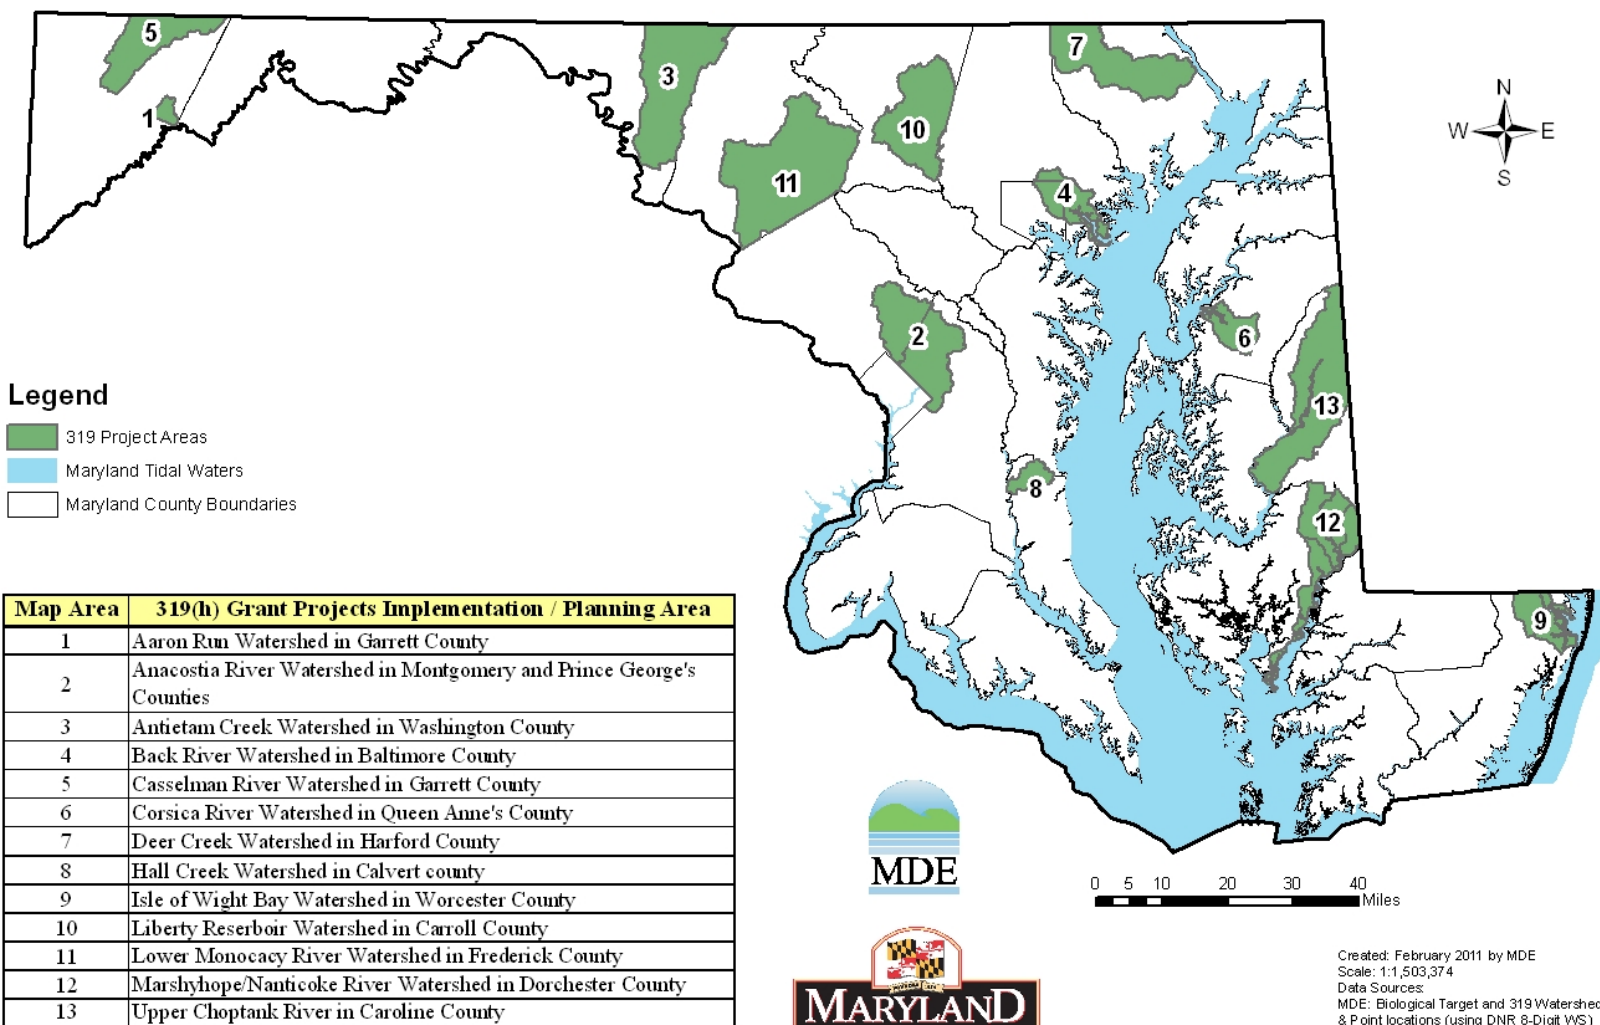 5
3
7
1
10
11
4
2
6
13
8
12
9
N
W E
S
Legend
319 Project Areas
Maryland Tidal Waters
Maryland County Boundaries
Map Area 319(h) Grant Projects Implementation / Planning Area
1 Aaron Run Watershed in Garrett County
2 Anacostia River Watershed in Montgomery and Prince George's
Counties
3 Antietam Creek Watershed in Washington County
4 Back River Watershed in Baltimore County
5 Casselman River Watershed in Garrett County
6 Corsica River Watershed in Queen Anne's County
7 Deer Creek Watershed in Harford County
8 Hall Creek Watershed in Calvert county
9 Isle of Wight Bay Watershed in Worcester County
10 Liberty Reserboir Watershed in Carroll County
11 Lower Monocacy River Watershed in Frederick County
12 Marshyhope/Nanticoke River Watershed in Dorchester County
13 Upper Choptank River in Caroline County
MDE
MARYLAND
0 5 10 20 30 40
Miles
Created: February 2011 by MDE
Scale: 1:1,503,374
Data Sources:
MDE: Biological Target and 319 Watershed
& Point locations (using DNR 8-Digit WS)